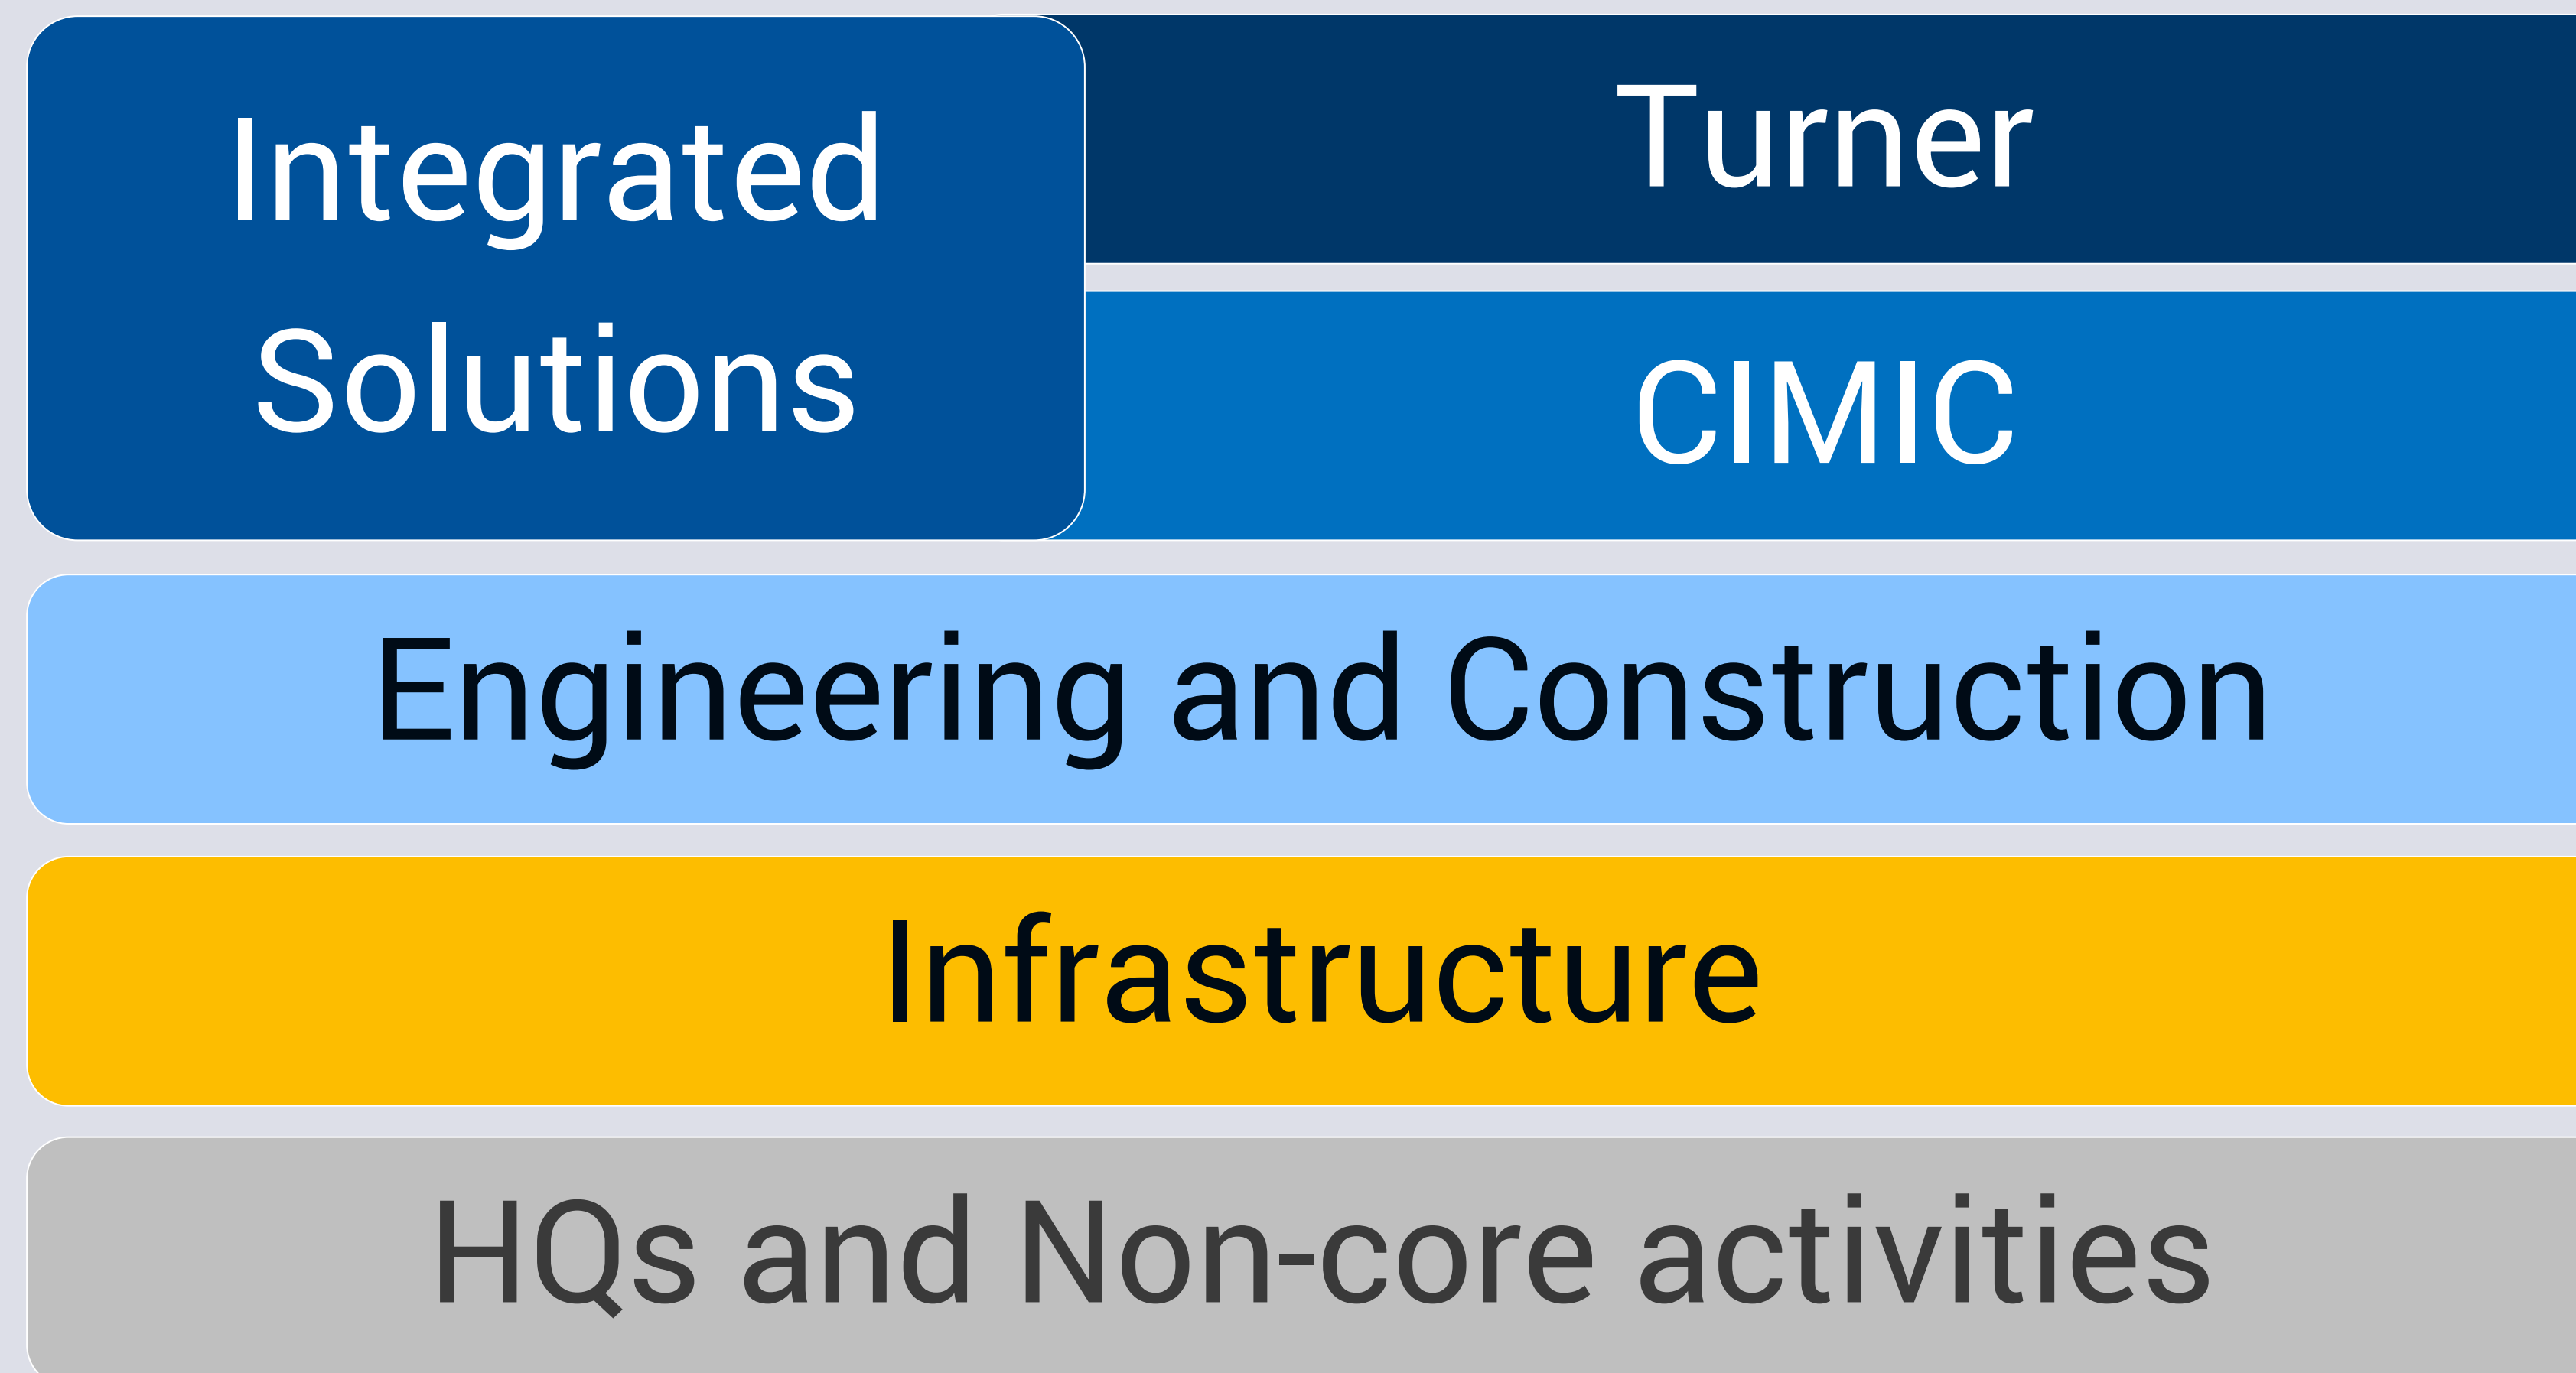 Integrated
Solutions
Turner
CIMIC
Engineering and Construction
Infrastructure
HQs and Non-core activities